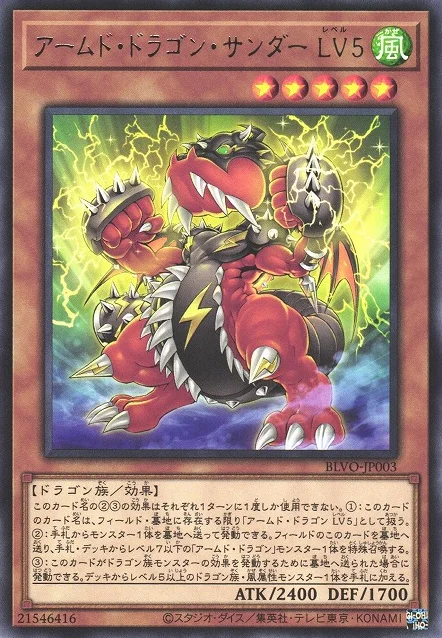 アームド・ドラゴン・サンダー LV5
レベル
風
かぜ
BLVO-JP003
【ドラゴン族／効果】
このカード名の②③の効果はそれぞれ1ターンに1度しか使用できない。①：このカード
のカード名は、フィールド・墓地に存在する限り「アームド・ドラゴン LV5」として扱う。
②：手札からモンスター1体を墓地へ送って発動できる。フィールドのこのカードを墓地へ
送り、手札・デッキからレベル7以下の「アームド・ドラゴン」モンスター1体を特殊召喚する。
③：このカードがドラゴン族モンスターの効果を発動するために墓地へ送られた場合に
発動できる。デッキからレベル5以上のドラゴン族・風属性モンスター1体を手札に加える。
ATK/2400 DEF/1700
21546416
©スタジオ・ダイス／集英社・テレビ東京・KONAMI